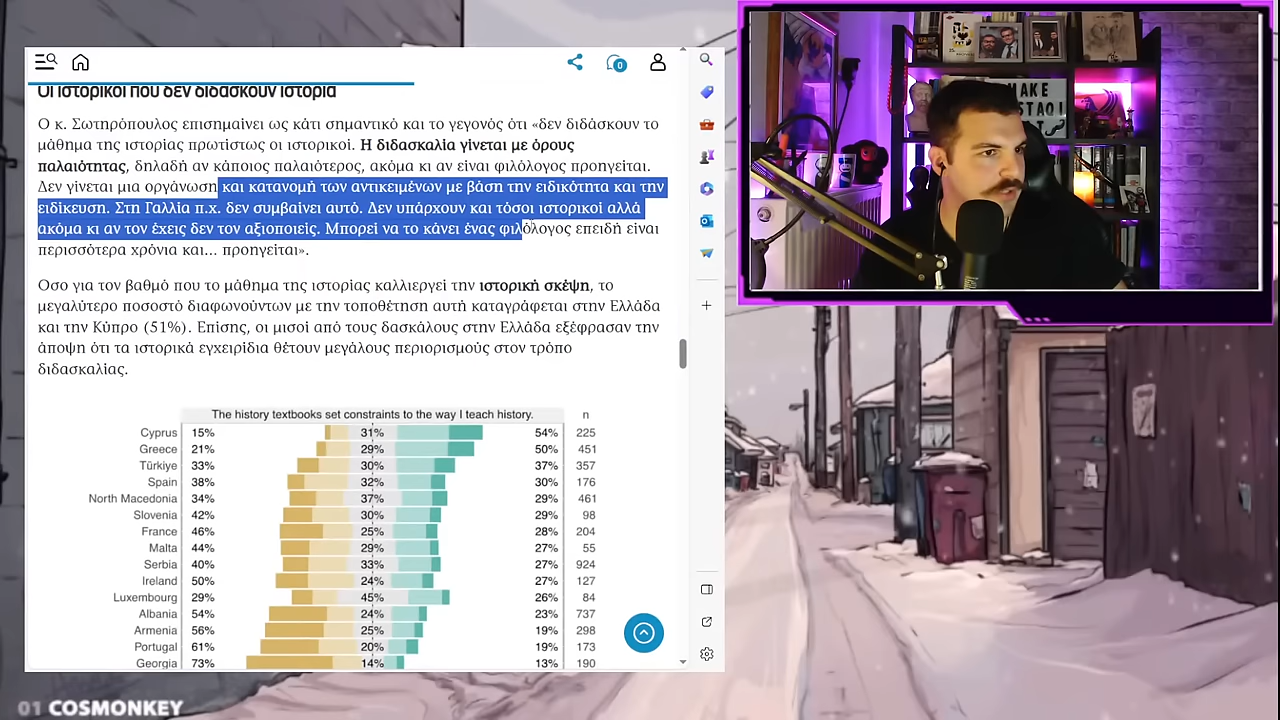 Οι ιστορικοί που δεν διδάσκουν ιστορία
Ο κ. Σωτηρόπουλος επισημαίνει ως κάτι σημαντικό και το γεγονός ότι «δεν διδάσκουν το
μάθημα της ιστορίας πρωτίστως οι ιστορικοί. Η διδασκαλία γίνεται με όρους
παλαιότητας, δηλαδή αν κάποιος παλαιότερος, ακόμα κι αν είναι φιλόλογος προηγείται.
Δεν γίνεται μια οργάνωση και κατανομή των αντικειμένων με βάση την ειδικότητα και την
ειδίκευση. Στη Γαλλία π.χ. δεν συμβαίνει αυτό. Δεν υπάρχουν και τόσοι ιστορικοί αλλά
ακόμα κι αν τον έχεις δεν τον αξιοποιείς. Μπορεί να το κάνει ένας φιλόλογος επειδή είναι
περισσότερα χρόνια και... προηγείται».
Οσο για τον βαθμό που το μάθημα της ιστορίας καλλιεργεί την ιστορική σκέψη, το
μεγαλύτερο ποσοστό διαφωνούντων με την τοποθέτηση αυτή καταγράφεται στην Ελλάδα
και την Κύπρο (51%). Επίσης, οι μισοί από τους δασκάλους στην Ελλάδα εξέφρασαν την
άποψη ότι τα ιστορικά εγχειρίδια θέτουν μεγάλους περιορισμούς στον τρόπο
διδασκαλίας.
The history textbooks set constraints to the way I teach history. n
Cyprus 15% 31% 54% 225
Greece 21% 29% 50% 451
Türkiye 33% 30% 37% 357
Spain 38% 32% 30% 176
North Macedonia 34% 37% 29% 461
Slovenia 42% 30% 29% 98
France 46% 25% 28% 204
Malta 44% 29% 27% 55
Serbia 40% 33% 27% 924
Ireland 50% 24% 27% 127
Luxembourg 29% 45% 26% 84
Albania 54% 24% 23% 737
Armenia 56% 25% 19% 298
Portugal 61% 20% 19% 173
Georgia 73% 14% 13% 190
0
MAKE
01 COSMONKEY